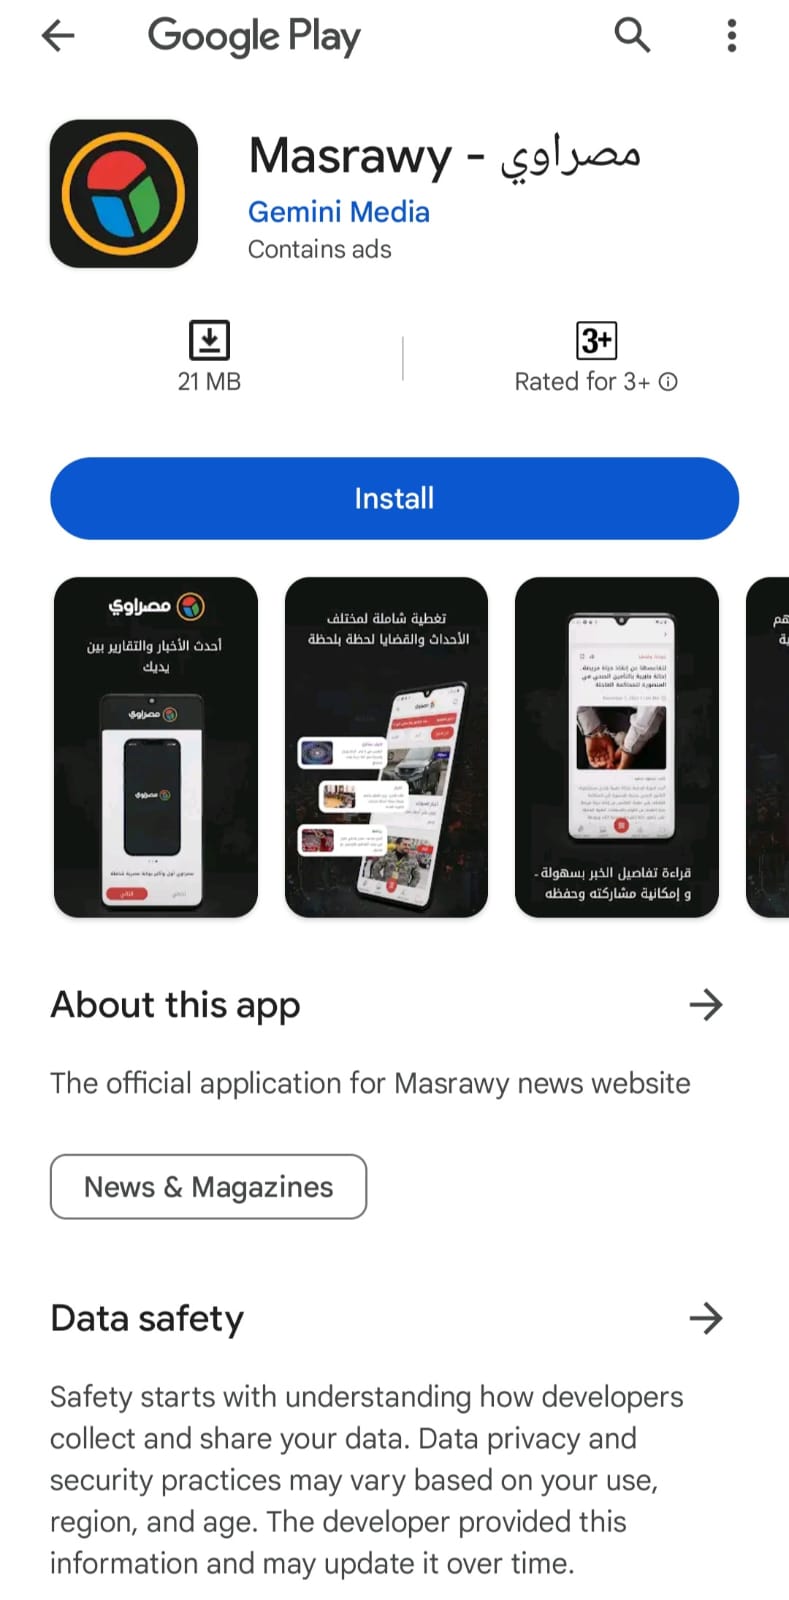 Google Play
Masrawy - مصراوي
Gemini Media
Contains ads
21 MB
3+
Rated for 3+
Install
مصراوي
أحدث الأخبار والتقارير بين
يديك
مصراوي
مصراوي
التالي
تغطية شاملة لمختلف
الأحداث والقضايا لحظة بلحظة
قراءة تفاصيل الخبر بسهولة -
و إمكانية مشاركته وحفظه
About this app
The official application for Masrawy news website
News & Magazines
Data safety
Safety starts with understanding how developers
collect and share your data. Data privacy and
security practices may vary based on your use,
region, and age. The developer provided this
information and may update it over time.